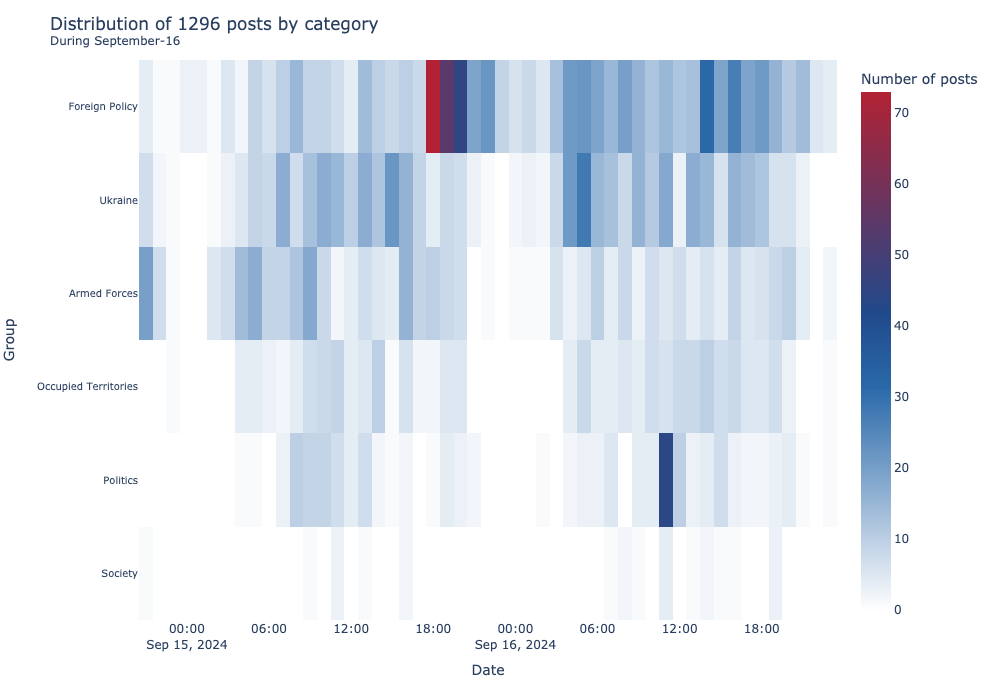 Distribution of 1296 posts by category
During September-16
Number of posts
70
60
50
40
30
20
10
0
Group
Foreign Policy
Ukraine
Armed Forces
Occupied Territories
Politics
Society
00:00 06:00 12:00 18:00 00:00 06:00 12:00 18:00
Sep 15, 2024 Sep 16, 2024
Date